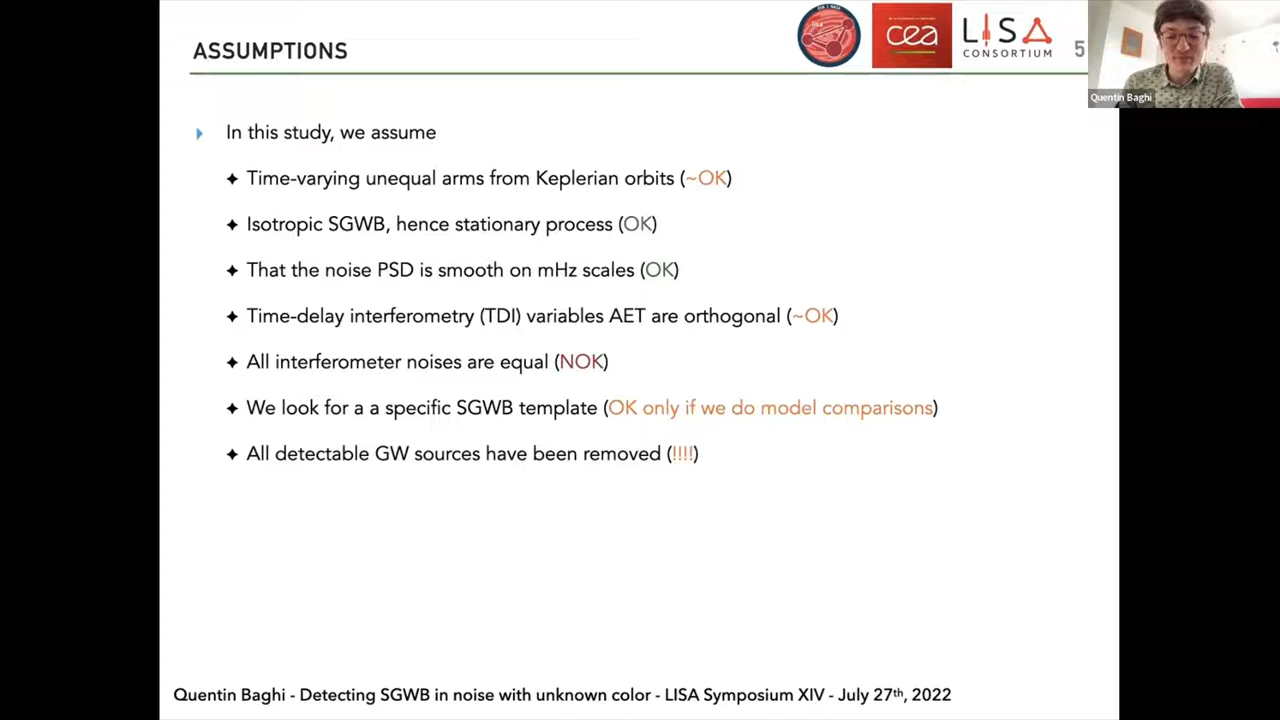 ASSUMPTIONS
cea
LISA
CONSORTIUM
5
Quentin Baghi
In this study, we assume
Time-varying unequal arms from Keplerian orbits (~OK)
Isotropic SGWB, hence stationary process (OK)
That the noise PSD is smooth on mHz scales (OK)
Time-delay interferometry (TDI) variables AET are orthogonal (~OK)
All interferometer noises are equal (NOK)
We look for a a specific SGWB template (OK only if we do model comparisons)
All detectable GW sources have been removed (!!!!)
Quentin Baghi - Detecting SGWB in noise with unknown color - LISA Symposium XIV - July 27th, 2022